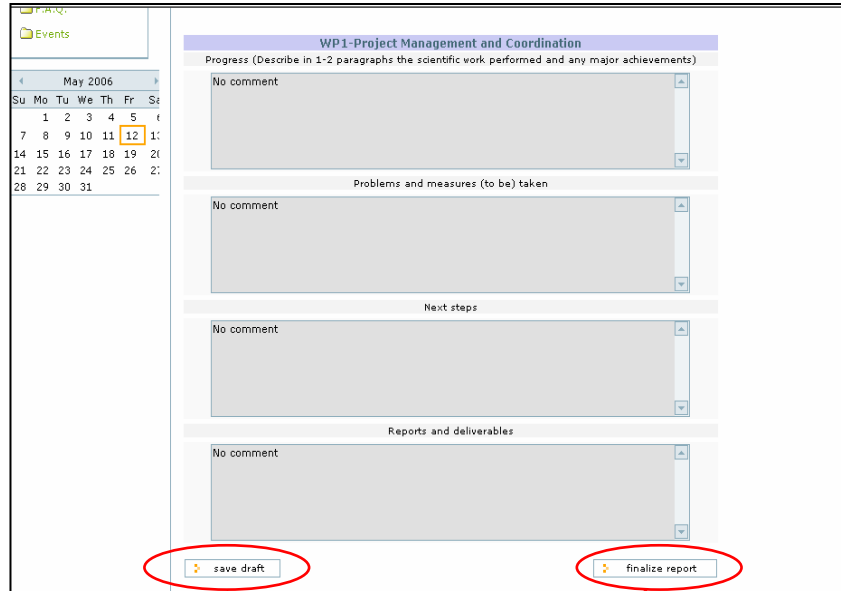 F.A.Q.
Events
May 2006
Su Mo Tu We Th Fr Sa
1 2 3 4 5
7 8 9 10 11 12
14 15 16 17 18 19
21 22 23 24 25 26
28 29 30 31
WP1-Project Management and Coordination
Progress (Describe in 1-2 paragraphs the scientific work performed and any major achievements)
No comment
Problems and measures (to be) taken
No comment
Next steps
No comment
Reports and deliverables
No comment
save draft
finalize report